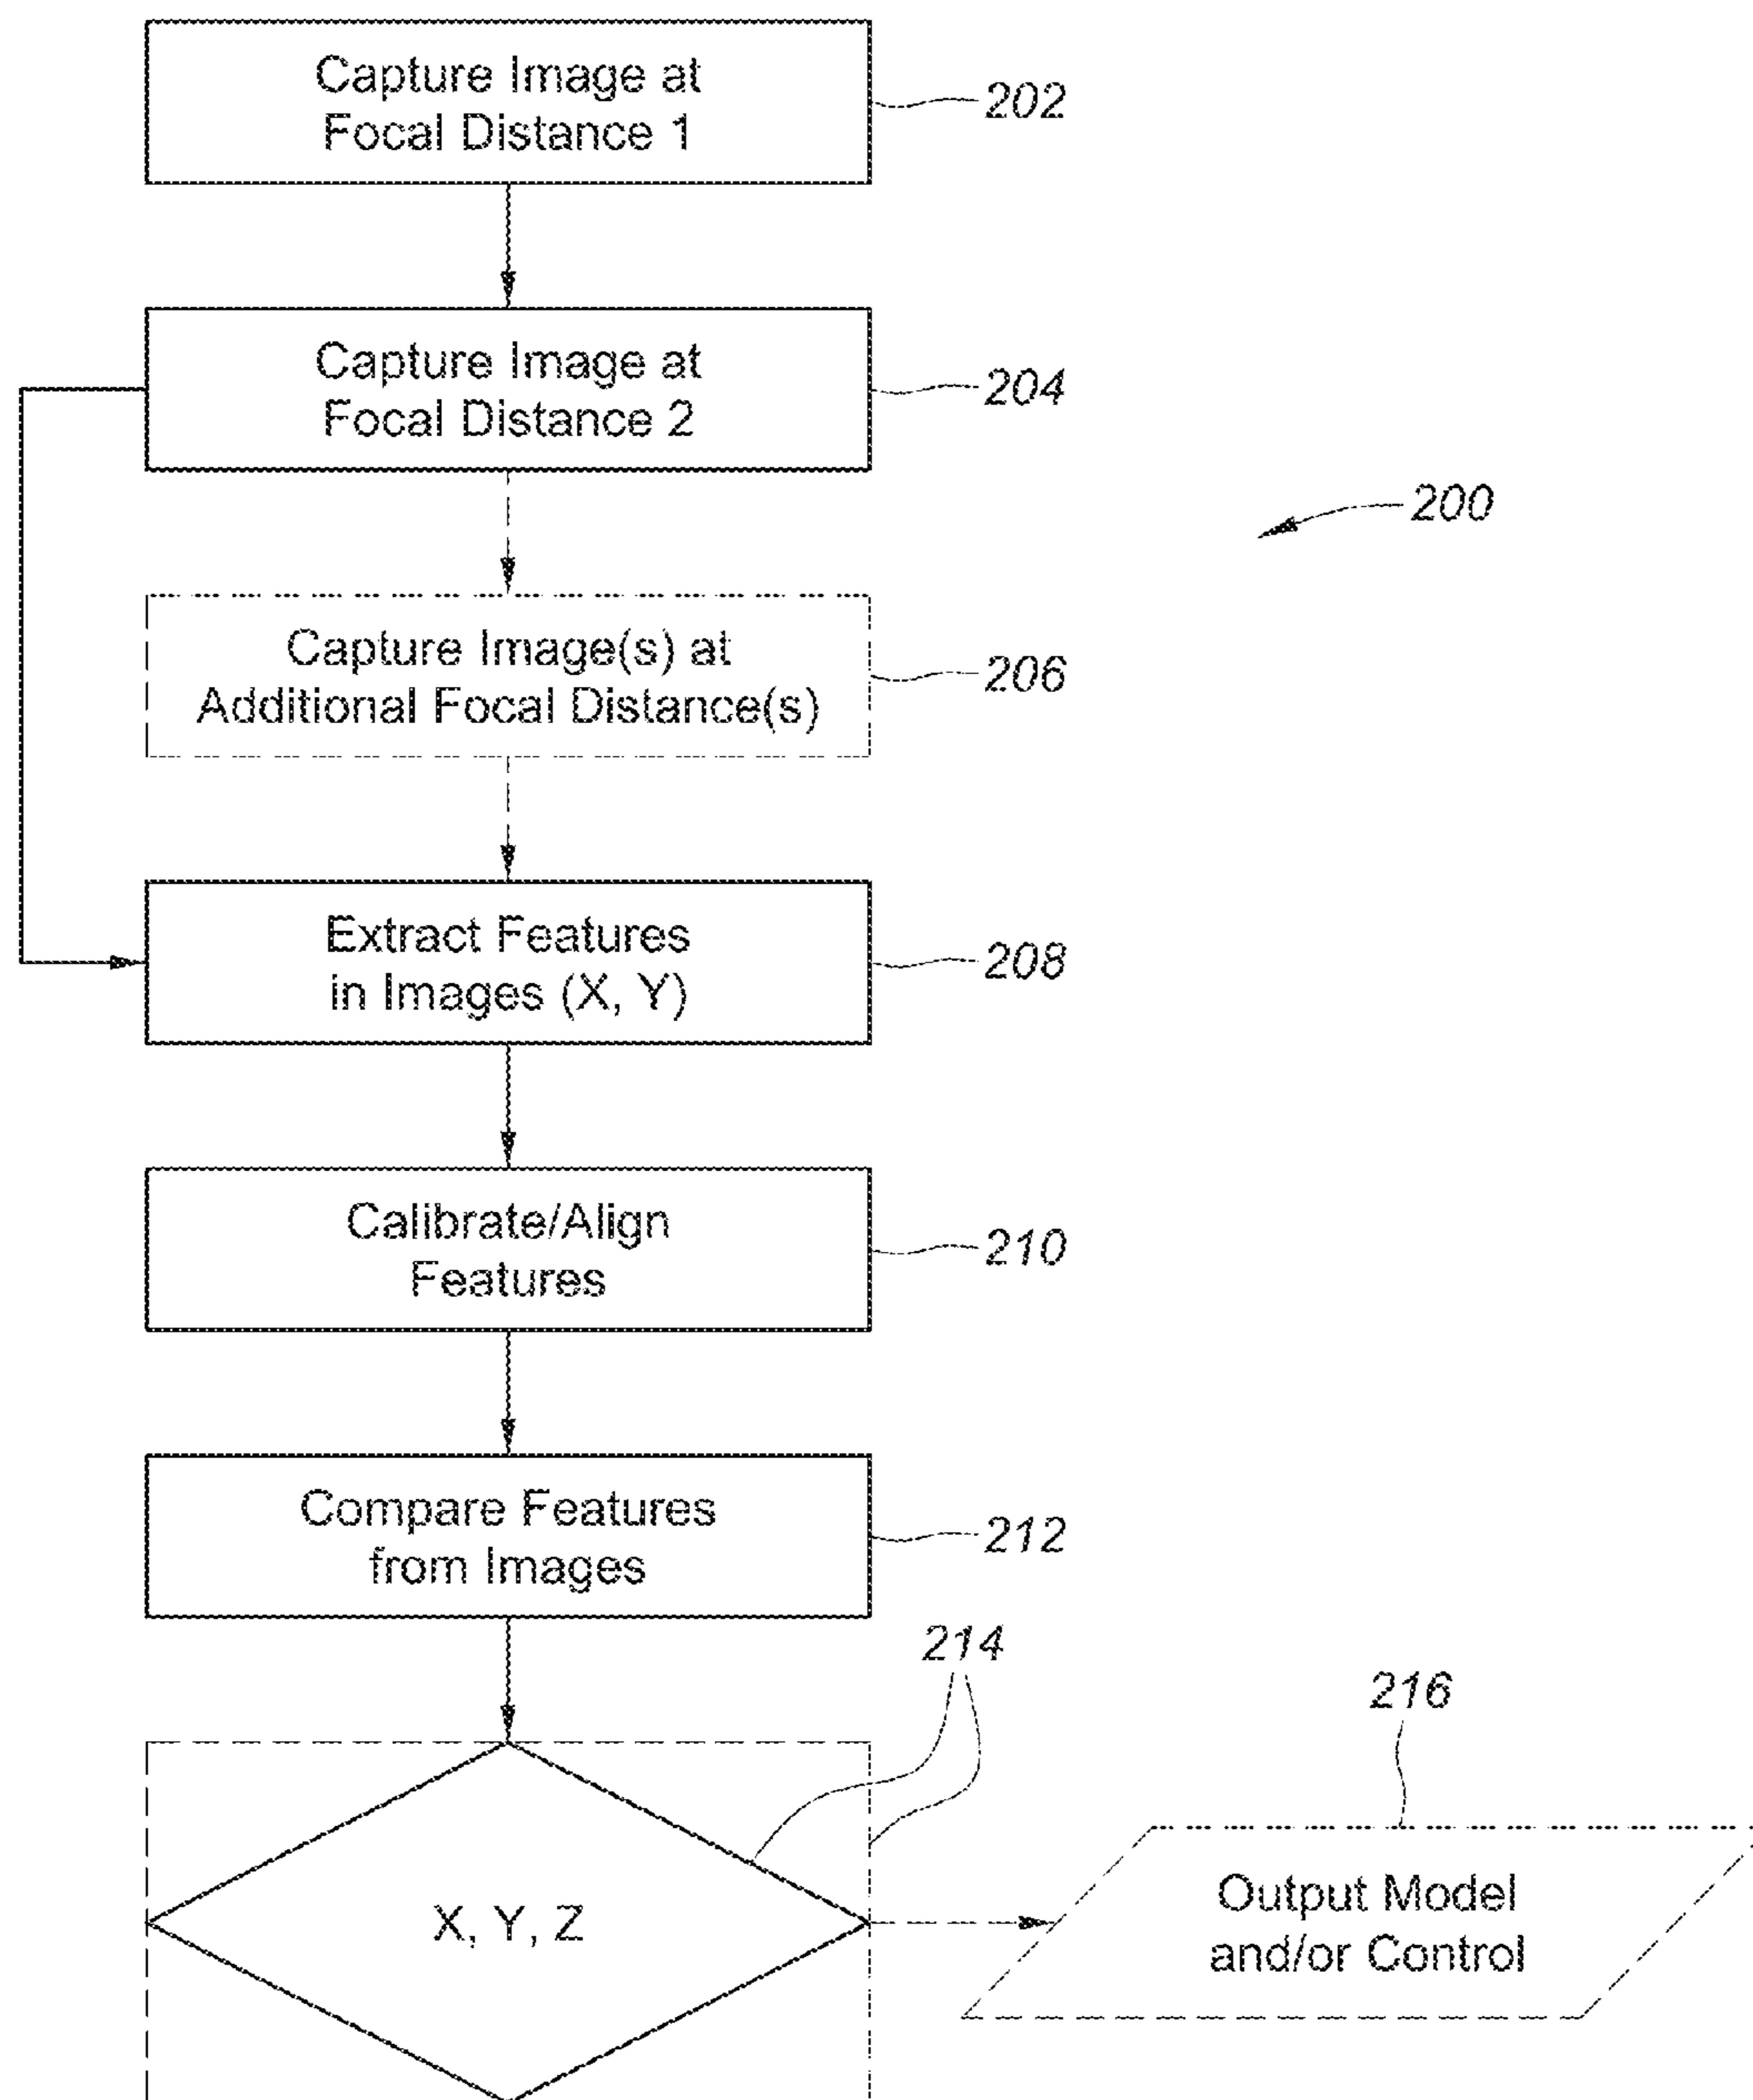 Capture Image at
Focal Distance 1
202
Capture Image at
Focal Distance 2
204
200
Capture Image(s) at
Additional Focal Distance(s)
206
Extract Features
in Images (X, Y)
208
Calibrate/Align
Features
210
Compare Features
from Images
212
214
216
X, Y, Z
Output Model
and/or Control